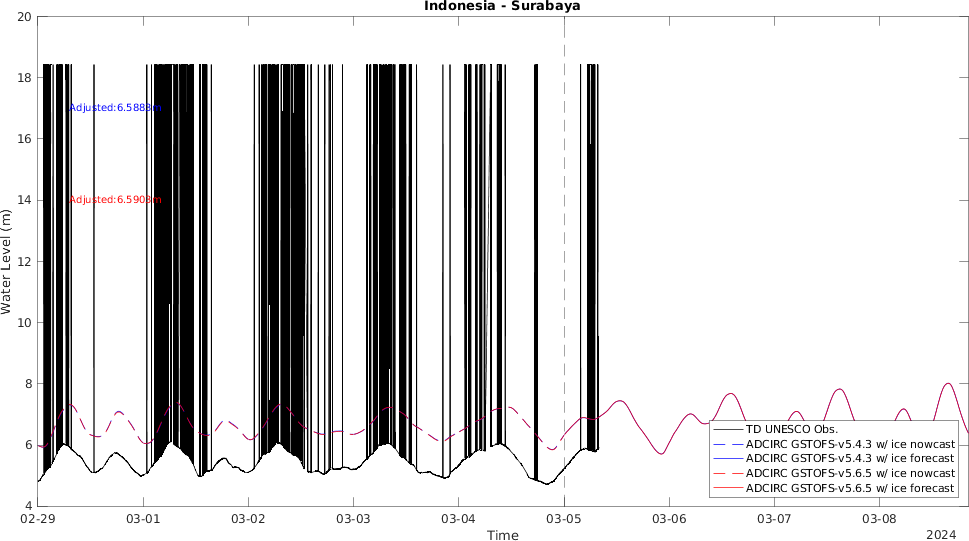 Indonesia - Surabaya
20
18
16
14
12
10
8
6
4
Water Level (m)
Adjusted:6.5888m
Adjusted:6.5908m
TD UNESCO Obs.
ADCIRC GSTOFS-v5.4.3 w/ ice nowcast
ADCIRC GSTOFS-v5.4.3 w/ ice forecast
ADCIRC GSTOFS-v5.6.5 w/ ice nowcast
ADCIRC GSTOFS-v5.6.5 w/ ice forecast
02-29 03-01 03-02 03-03 03-04 03-05 03-06 03-07 03-08
Time
2024